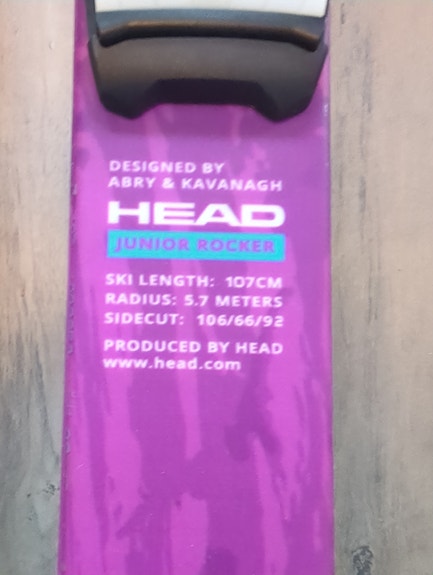 DESIGNED BY
ABRY & KAVANAGH
HEAD
JUNIOR ROCKER
SKI LENGTH: 107CM
RADIUS: 5.7 METERS
SIDECUT: 106/66/92
PRODUCED BY HEAD
www.head.com